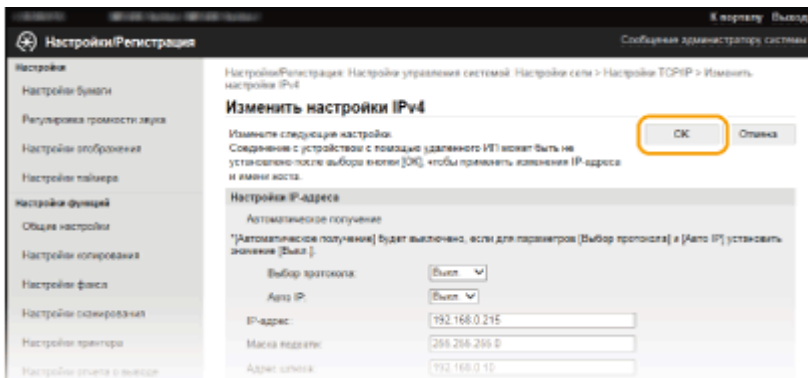 К порталу Выход
Настройки/Регистрация
Сообщения администратору системы
Настройки
Настройки бумаги
Регулировка громкости звука
Настройки отображения
Настройки таймера
Настройки функций
Общие настройки
Настройки копирования
Настройки факса
Настройки сканирования
Настройки принтера
Настройки отчета о выводе
Настройки/Регистрация: Настройки управления системой: Настройки сети > Настройки TCP/IP > Изменить
настройки IPv4
Изменить настройки IPv4
Измените следующие настройки.
Соединение с устройством с помощью удаленного ИП может быть не
установлено после выбора кнопки [OK], чтобы применить изменения IP-адреса
и имени хоста.
OK Отмена
Настройки IP-адреса
Автоматическое получение
*[Автоматическое получение] будет выключено, если для параметров [Выбор протокола] и [Авто IP] установить
значение [Выкл.].
Выбор протокола: Выкл
Авто IP: Выкл
IP-адрес: 192.168.0.215
Маска подсети: 255.255.255.0
Адрес шлюза: 192.168.0.10